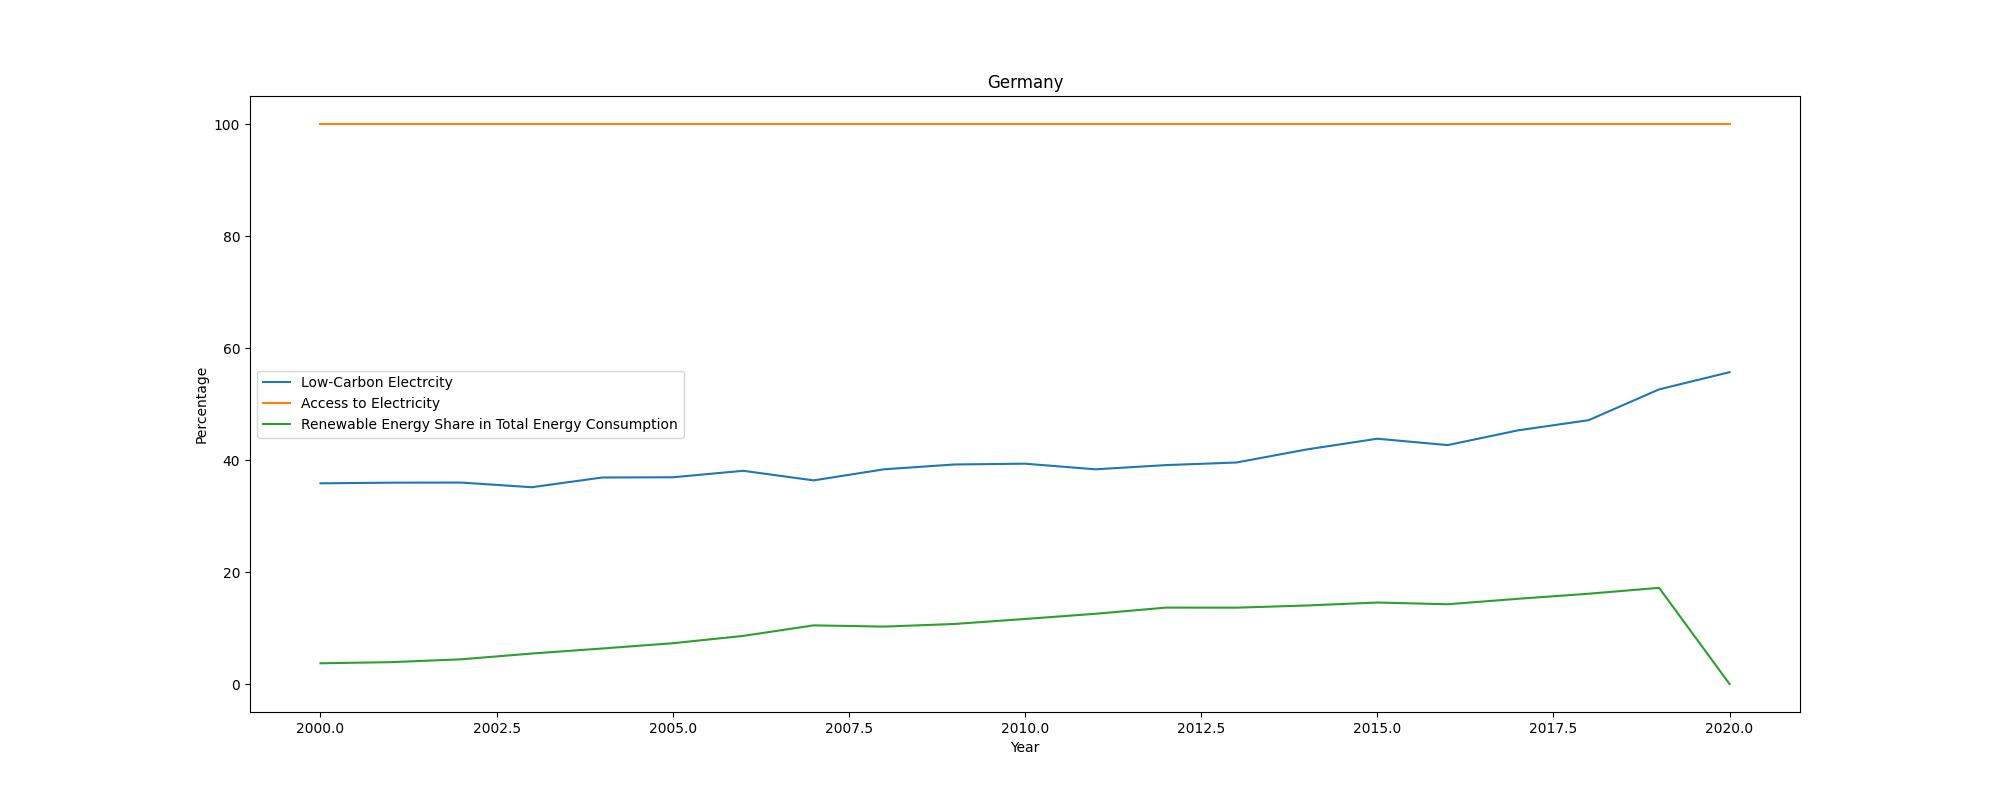 Germany
100
80
60
40
20
0
Percentage
Low-Carbon Electrcity
Access to Electricity
Renewable Energy Share in Total Energy Consumption
2000.0 2002.5 2005.0 2007.5 2010.0 2012.5 2015.0 2017.5 2020.0
Year